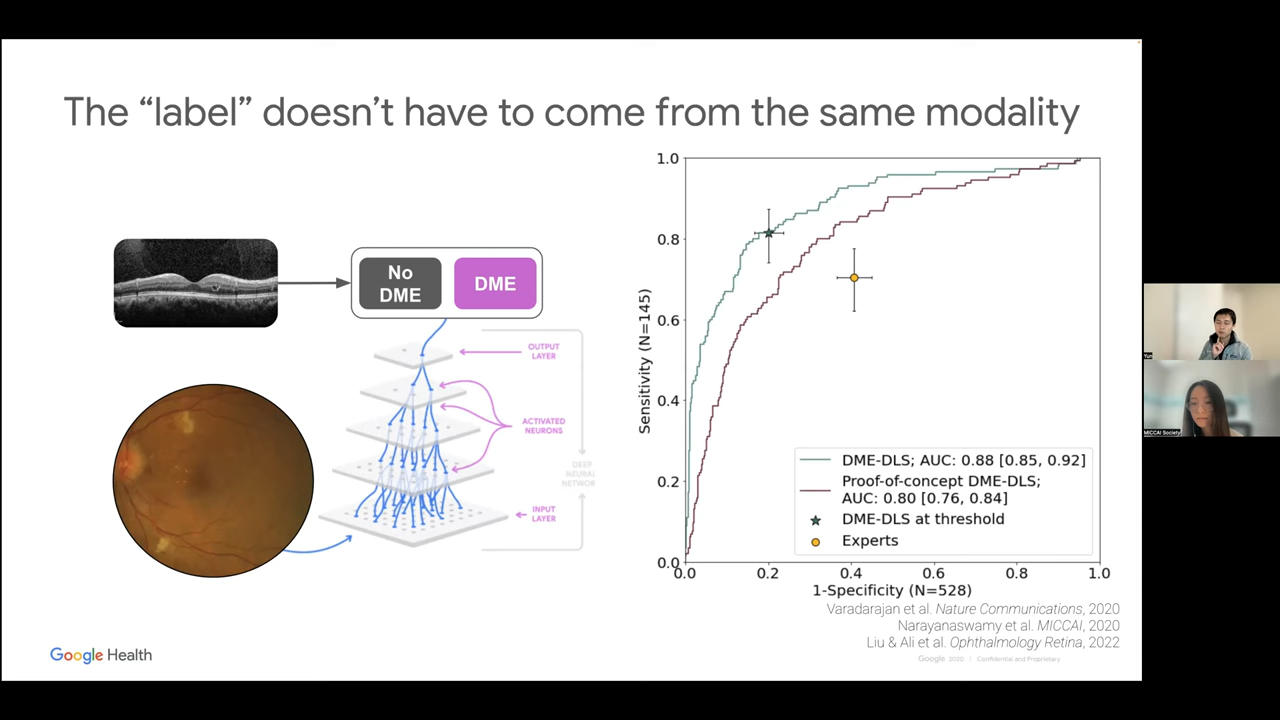 The “label” doesn’t have to come from the same modality
No
DME
DME
OUTPUT
LAYER
ACTIVATED
NEURONS
DEEP
NEURAL
NETWOR
INPUT
LAYER
1.0
0.8
0.6
0.4
0.2
0.0
Sensitivity (N=145)
0.0
0.2
0.4
0.6
0.8
1.0
1-Specificity (N=528)
DME-DLS; AUC: 0.88 [0.85, 0.92]
Proof-of-concept DME-DLS;
AUC: 0.80 [0.76, 0.84]
DME-DLS at threshold
Experts
Varadarajan et al. Nature Communications, 2020
Narayanaswamy et al. MICCAI, 2020
Liu & Ali et al. Ophthalmology Retina, 2022
Google Health
Google 2020 | Confidential and Proprietary
Yun
MICCAI Society